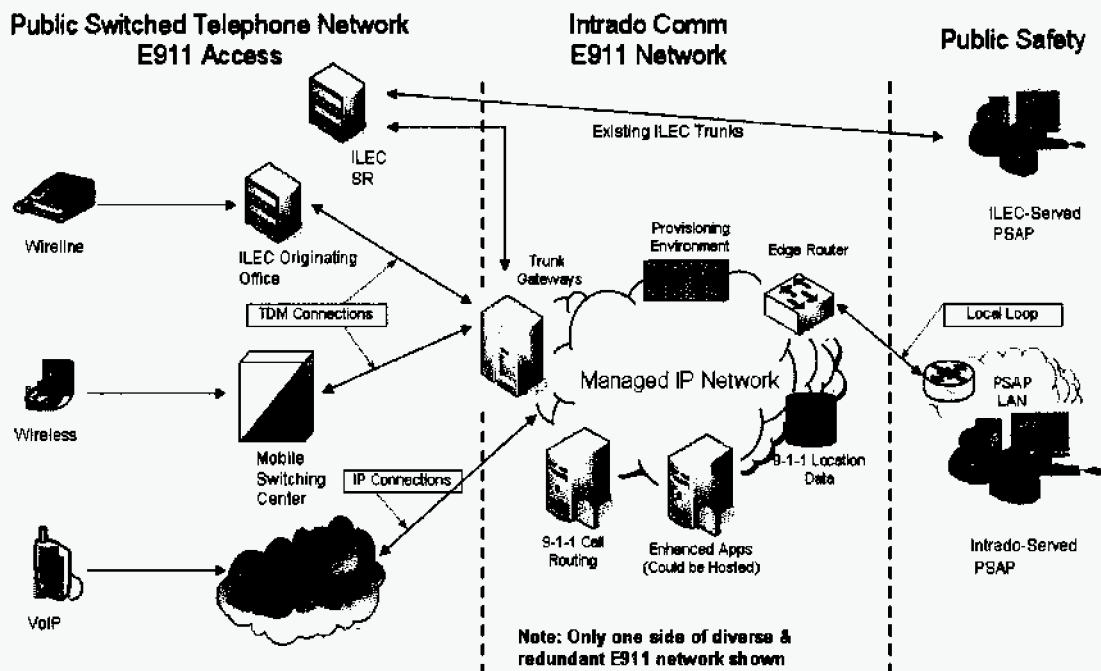 Public Switched Telephone Network
E911 Access
Intrado Comm
E911 Network
Public Safety
Existing ILEC Trunks
ILEC
SR
ILEC-Served
PSAP
Wireline
ILEC Originating
Office
Trunk
Gateways
Provisioning
Environment
Edge Router
TDM Connections
Local Loop
Managed IP Network
PSAP
LAN
Wireless
Mobile
Switching
Center
IP Connections
9-1-1 Location
Data
9-1-1 Call
Routing
Enhanced Apps
(Could be Hosted)
Intrado-Served
PSAP
VoIP
Note: Only one side of diverse &
redundant E911 network shown